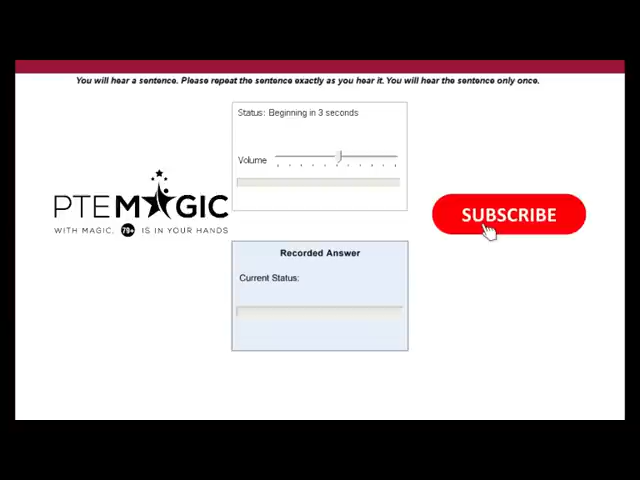 You will hear a sentence. Please repeat the sentence exactly as you hear it. You will hear the sentence only once.
Status: Beginning in 3 seconds
Volume
PTEMAGIC
WITH MAGIC, 79+ IS IN YOUR HANDS
SUBSCRIBE
Recorded Answer
Current Status: